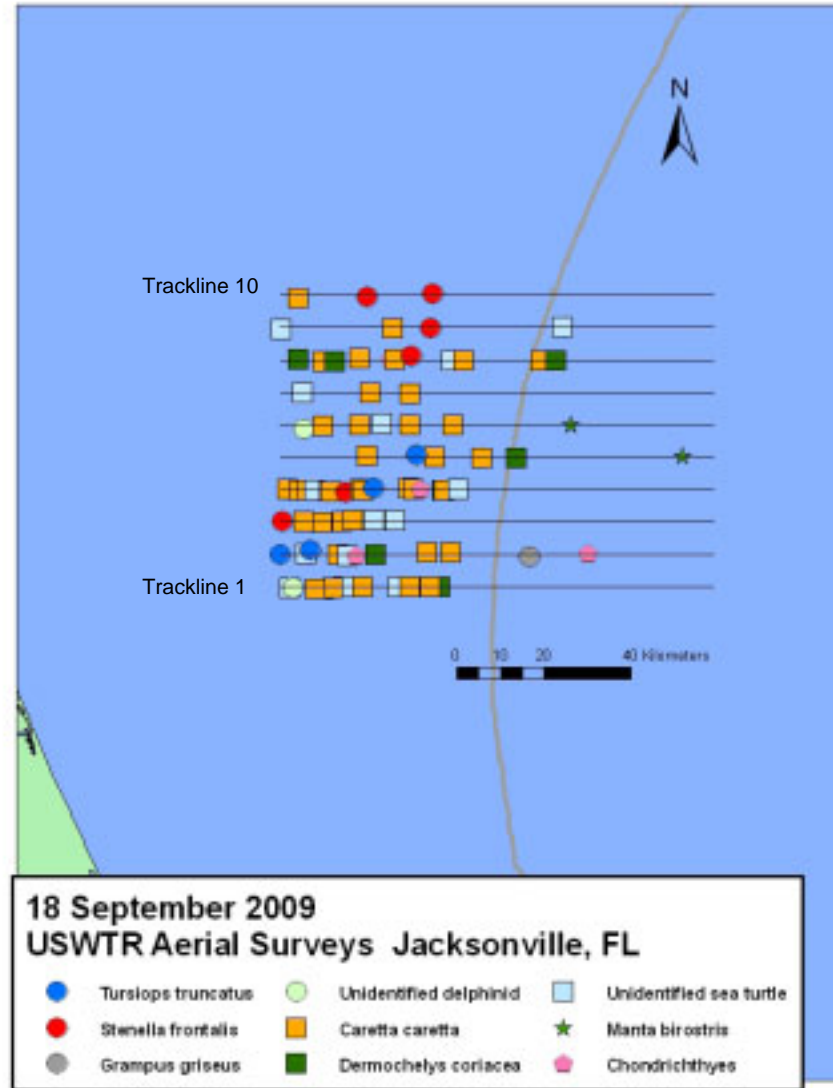 N
Trackline 10
Trackline 1
0 10 20 40 Kilometers
18 September 2009
USWTR Aerial Surveys Jacksonville, FL
Tursiops truncatus Unidentified delphinid Unidentified sea turtle
Stenella frontalis Caretta caretta Manta birostris
Grampus griseus Dermochelys coriacea Chondrichthyes